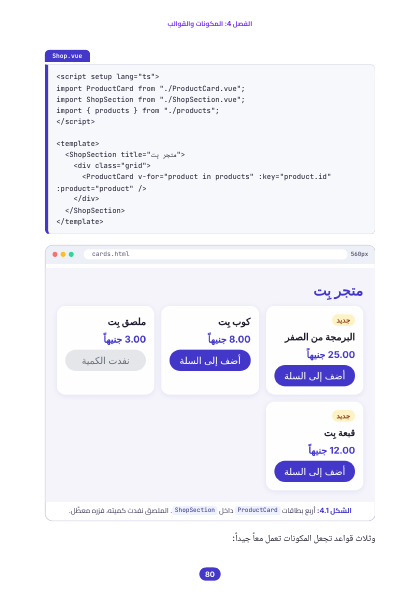 الفصل 4: المكونات والقوالب
Shop.vue
<script setup lang="ts">
import ProductCard from "./ProductCard.vue";
import ShopSection from "./ShopSection.vue";
import { products } from "./products";
</script>
<template>
<ShopSection title="متجر بِت">
<div class="grid">
<ProductCard v-for="product in products" :key="product.id"
:product="product" />
</div>
</ShopSection>
</template>
cards.html
560px
متجر بِت
جديد
البرمجة من الصفر
25.00 جنيهاً
أضف إلى السلة
كوب بِت
8.00 جنيهاً
أضف إلى السلة
ملصق بِت
3.00 جنيهاً
نفدت الكمية
جديد
قبعة بِت
12.00 جنيهاً
أضف إلى السلة
الشكل 4.1: أربع بطاقات ProductCard داخل ShopSection. الملصق نفدت كميته، فزره معطَّل.
وثلاث قواعد تجعل المكونات تعمل معاً جيداً:
80